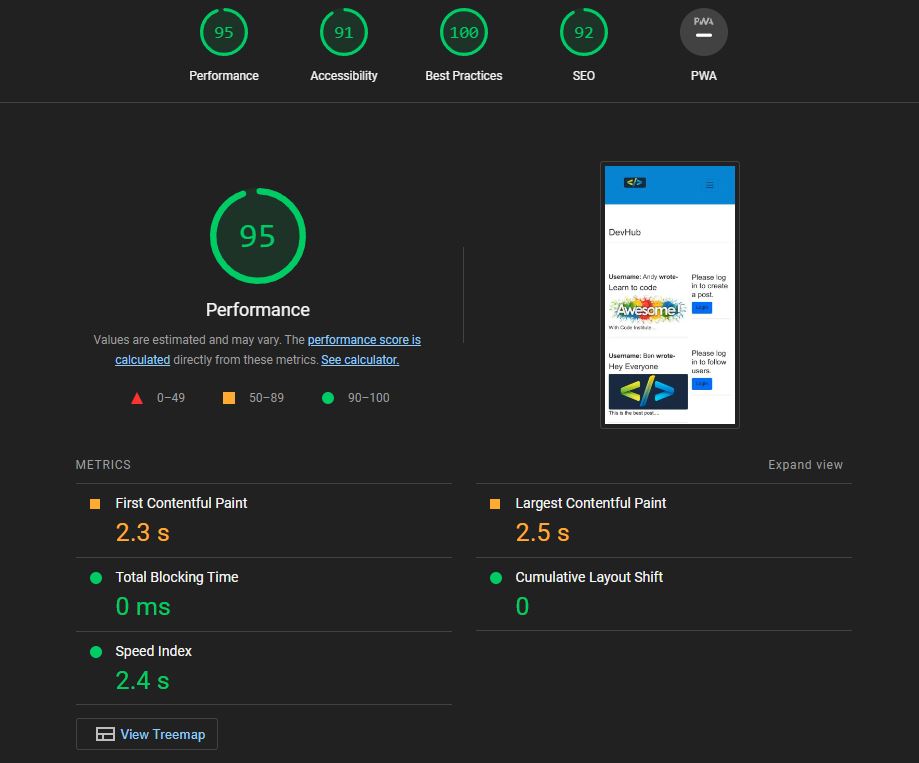 95
91
100
92
PWA
Performance
Accessibility
Best Practices
SEO
PWA
95
Performance
Values are estimated and may vary. The performance score is
calculated directly from these metrics. See calculator.
0–49
50–89
90–100
</>
DevHub
Username: Andy wrote-
Learn to code
Awesome!
With Code Institute...
Please log
in to create
a post.
Login
Username: Bon wrote-
Hey Everyone
</>
This is the best post....
Please log
in to follow
users.
Login
METRICS
Expand view
First Contentful Paint
2.3 s
Largest Contentful Paint
2.5 s
Total Blocking Time
0 ms
Cumulative Layout Shift
0
Speed Index
2.4 s
View Treemap